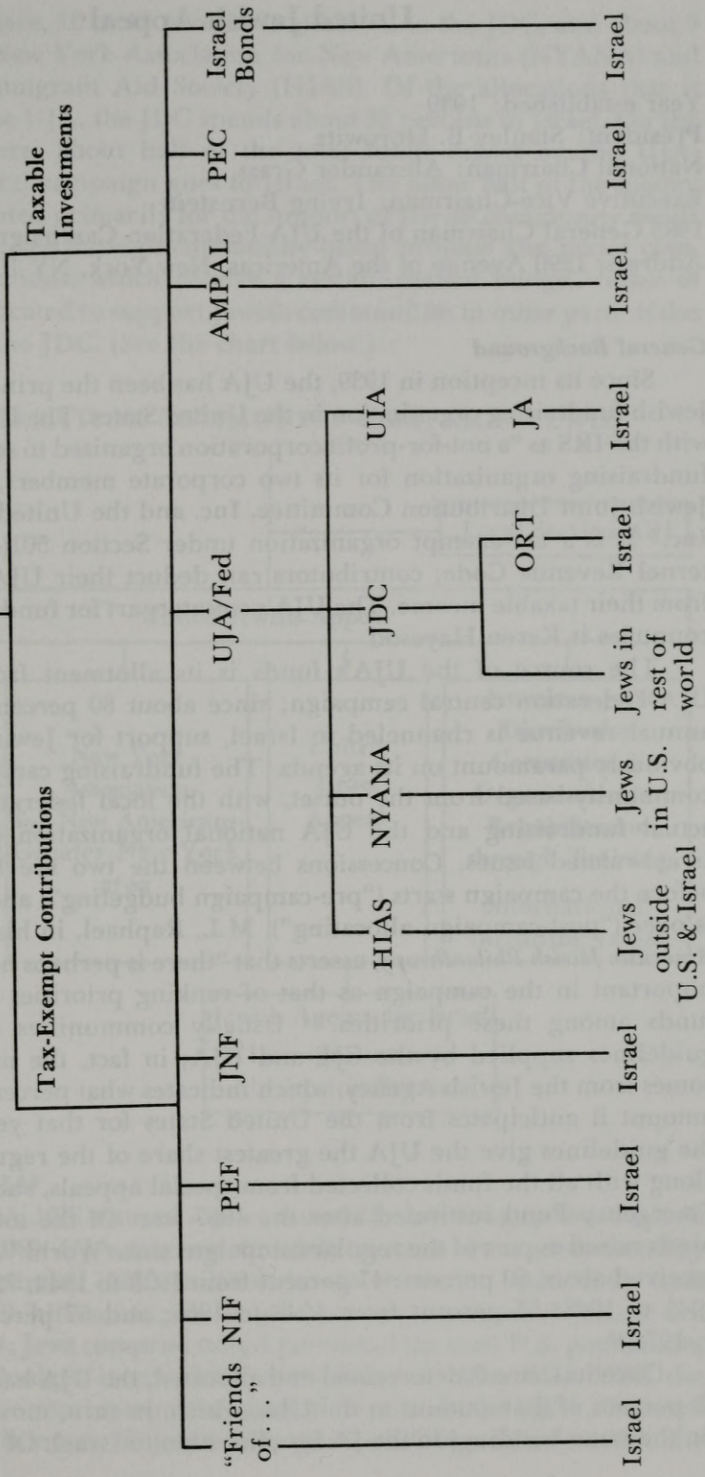 Tax-Exempt Contributions
Taxable
Investments
"Friends
of "
NIF
PEF
JNF
UJA/Fed
AMPAL
PEC
Israel
Bonds
HIAS
NYANA
JDC
UIA
ORT
JA
Israel
Israel
Israel
Israel
Jews
outside
U.S. & Israel
Jews
in U.S.
Jews in
rest of
world
Israel
Israel
Israel
Israel
Israel